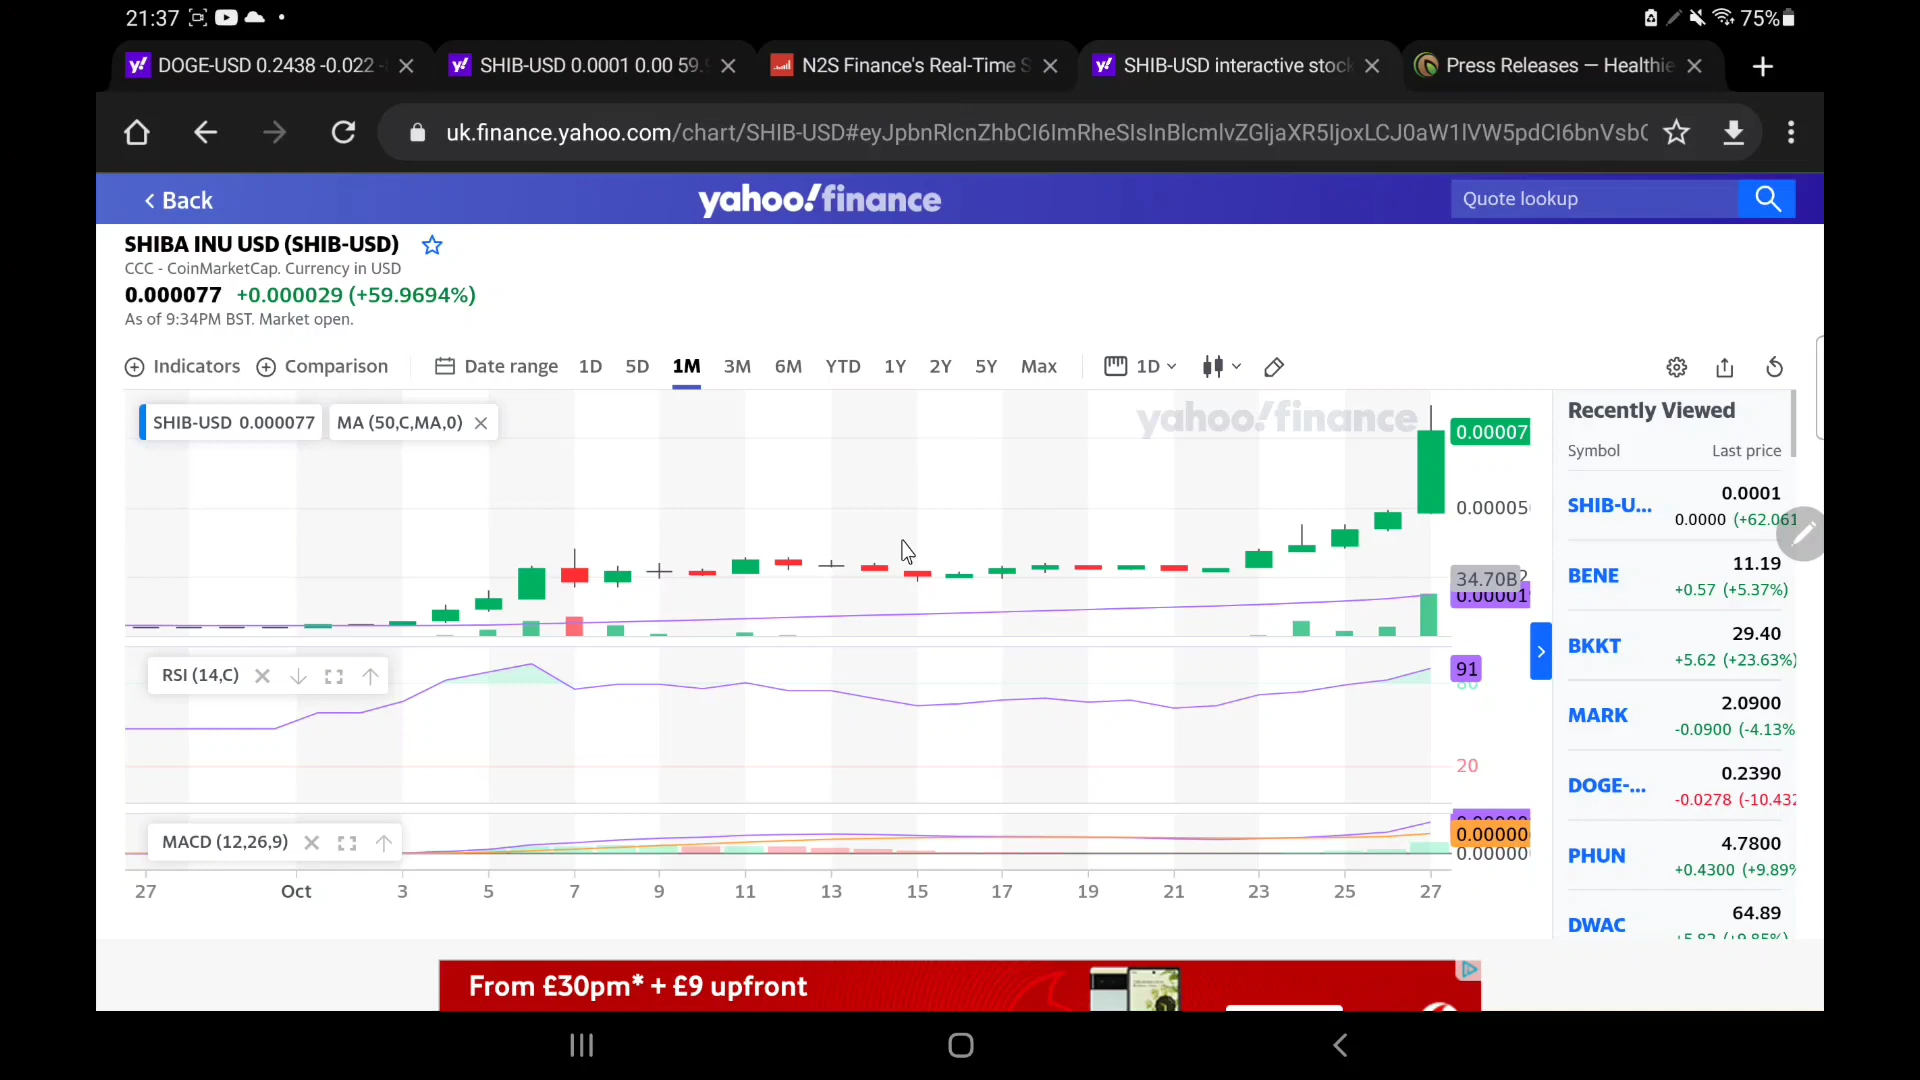 21:37
75%
DOGE-USD 0.2438 -0.022 -
SHIB-USD 0.0001 0.00 59.
N2S Finance's Real-Time S
SHIB-USD interactive stock
Press Releases — Healthie
uk.finance.yahoo.com/chart/SHIB-USD#eyJpbnRlcnZhbCI6ImRheSIsInBlcmlvZGljaXR5IjoxLCJ0aW1lVW5pdCI6bnVsbC
Back
yahoo!finance
Quote lookup
SHIBA INU USD (SHIB-USD)
CCC - CoinMarketCap. Currency in USD
0.000077 +0.000029 (+59.9694%)
As of 9:34PM BST. Market open.
Indicators
Comparison
Date range
1D 5D 1M 3M 6M YTD 1Y 2Y 5Y Max
1D
SHIB-USD 0.000077
MA (50,C,MA,0)
yahoo!finance
0.00007
0.00005
34.70B
0.000001
RSI (14,C)
91
80
20
MACD (12,26,9)
0.00000
0.00000
27 Oct 3 5 7 9 11 13 15 17 19 21 23 25 27
Recently Viewed
Symbol Last price
SHIB-U... 0.0001
0.0000 (+62.061
BENE 11.19
+0.57 (+5.37%)
BKKT 29.40
+5.62 (+23.63%)
MARK 2.0900
-0.0900 (-4.13%
DOGE-... 0.2390
-0.0278 (-10.432
PHUN 4.7800
+0.4300 (+9.89%
DWAC 64.89
From £30pm* + £9 upfront